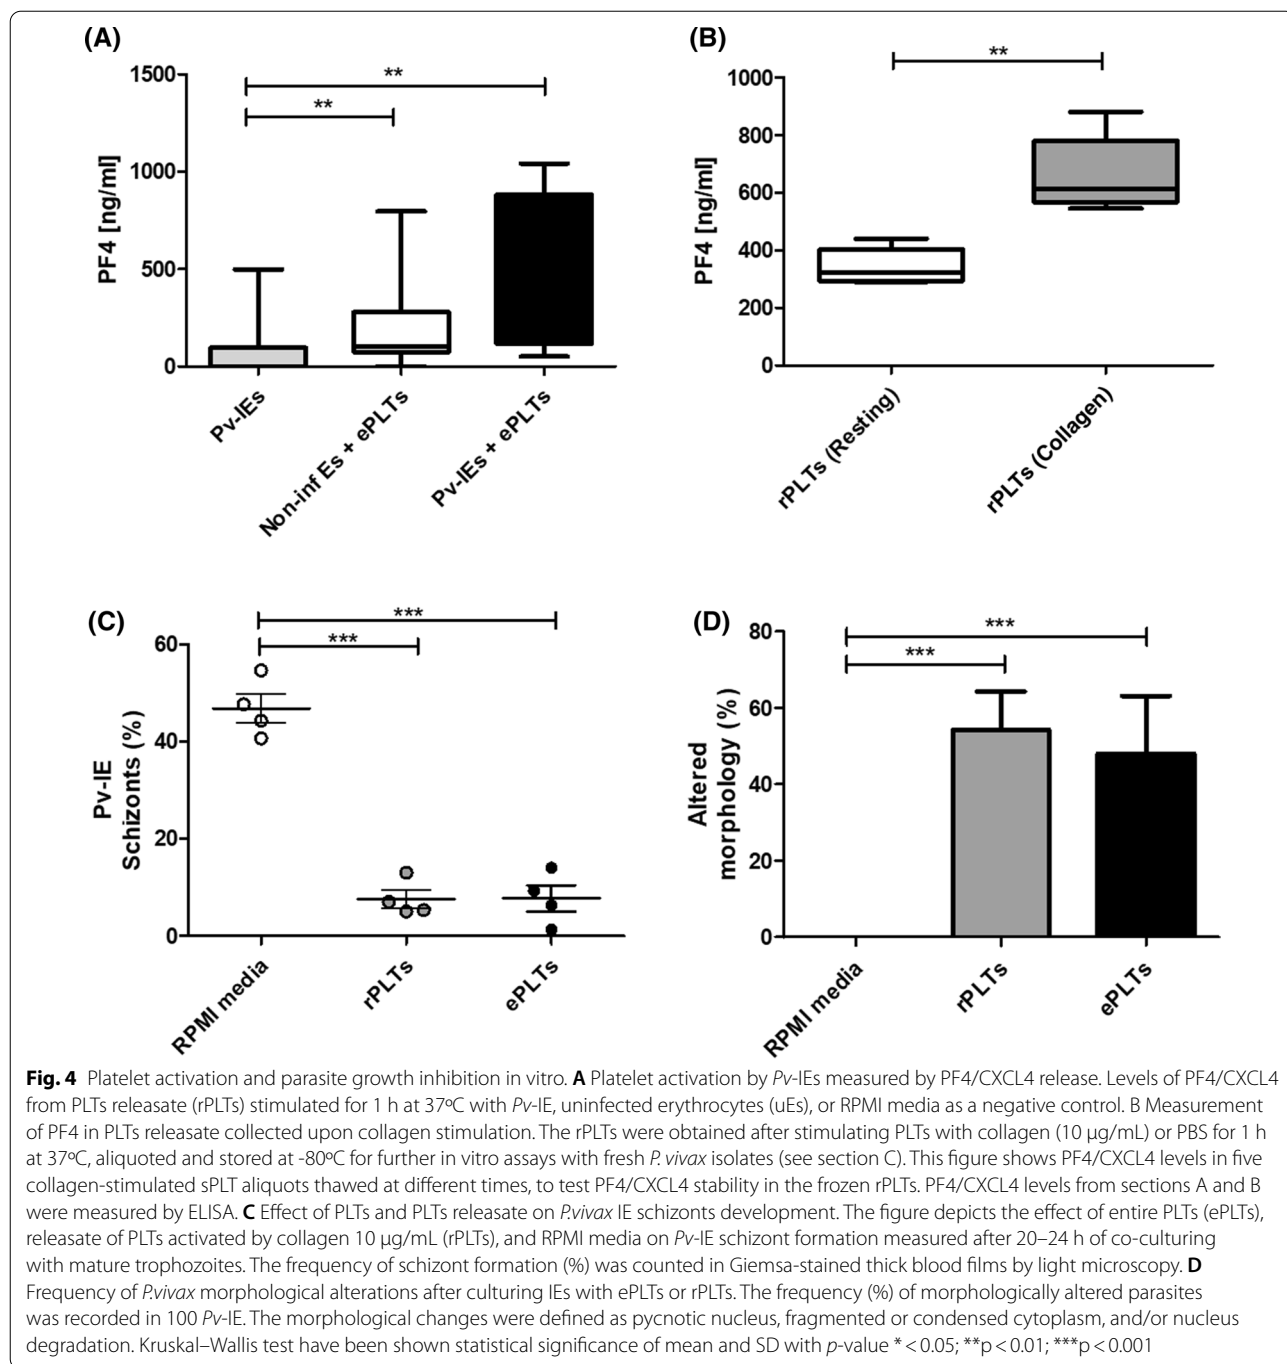 (A)
**
**
1500
1000
500
0
PF4 [ng/ml]
Pv-IEs
Non-inf Es + ePLTs
Pv-IEs + ePLTs
(B)
**
1000
800
600
400
200
0
PF4 [ng/ml]
rPLTs (Resting)
rPLTs (Collagen)
(C)
***
***
60
40
20
0
Pv-IE
Schizonts (%)
RPMI media
rPLTs
ePLTs
(D)
***
***
80
60
40
20
0
Altered
morphology (%)
RPMI media
rPLTs
ePLTs
Fig. 4 Platelet activation and parasite growth inhibition in vitro. A Platelet activation by Pv-IEs measured by PF4/CXCL4 release. Levels of PF4/CXCL4
from PLTs releasate (rPLTs) stimulated for 1 h at 37ºC with Pv-IE, uninfected erythrocytes (uEs), or RPMI media as a negative control. B Measurement
of PF4 in PLTs releasate collected upon collagen stimulation. The rPLTs were obtained after stimulating PLTs with collagen (10 µg/mL) or PBS for 1 h
at 37ºC, aliquoted and stored at -80ºC for further in vitro assays with fresh P. vivax isolates (see section C). This figure shows PF4/CXCL4 levels in five
collagen-stimulated sPLT aliquots thawed at different times, to test PF4/CXCL4 stability in the frozen rPLTs. PF4/CXCL4 levels from sections A and B
were measured by ELISA. C Effect of PLTs and PLTs releasate on P.vivax IE schizonts development. The figure depicts the effect of entire PLTs (ePLTs),
releasate of PLTs activated by collagen 10 µg/mL (rPLTs), and RPMI media on Pv-IE schizont formation measured after 20–24 h of co-culturing
with mature trophozoites. The frequency of schizont formation (%) was counted in Giemsa-stained thick blood films by light microscopy. D
Frequency of P.vivax morphological alterations after culturing IEs with ePLTs or rPLTs. The frequency (%) of morphologically altered parasites
was recorded in 100 Pv-IE. The morphological changes were defined as pycnotic nucleus, fragmented or condensed cytoplasm, and/or nucleus
degradation. Kruskal–Wallis test have been shown statistical significance of mean and SD with p-value * < 0.05; **p < 0.01; ***p < 0.001